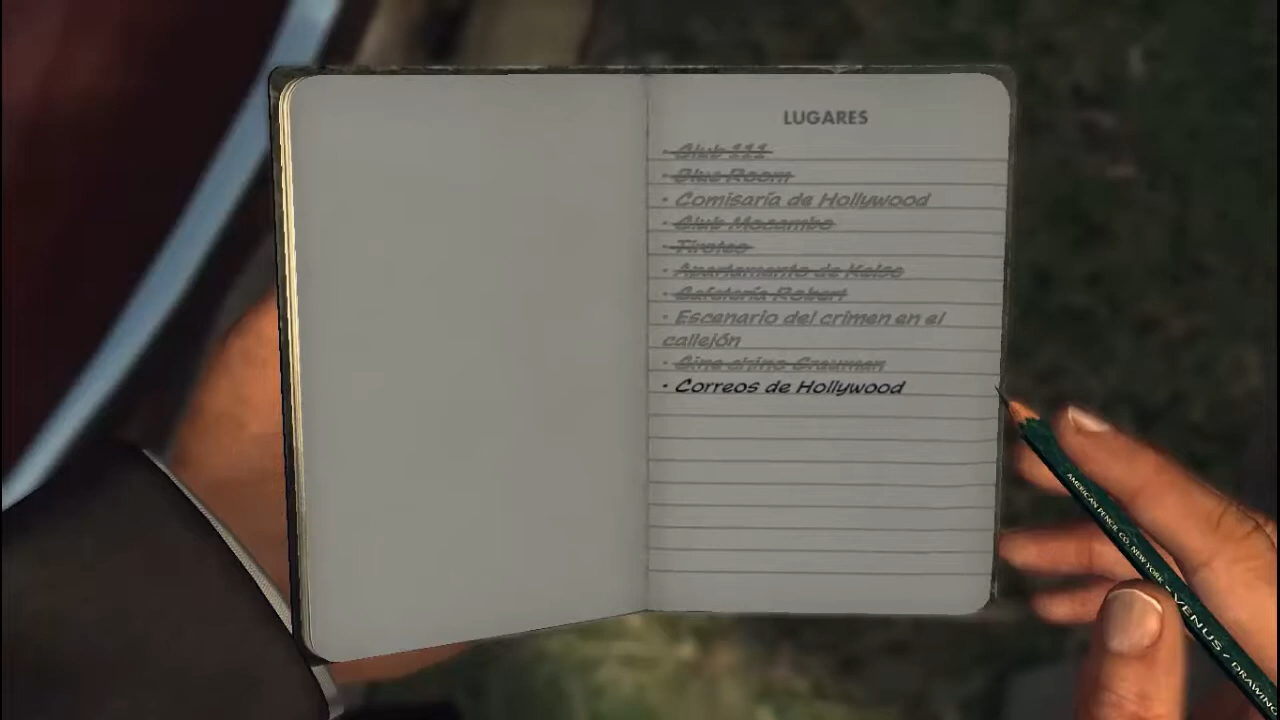 LUGARES
· Club 111
· Blue Room
· Comisaría de Hollywood
· Club Mocambo
· Tiroteo
· Apartamento de Kelso
· Cafetería Robert
· Escenario del crimen en el
callejón
· Cine chino Grauman
· Correos de Hollywood
AMERICAN PENCIL CO. NEW YORK - VENUS / DRAWING